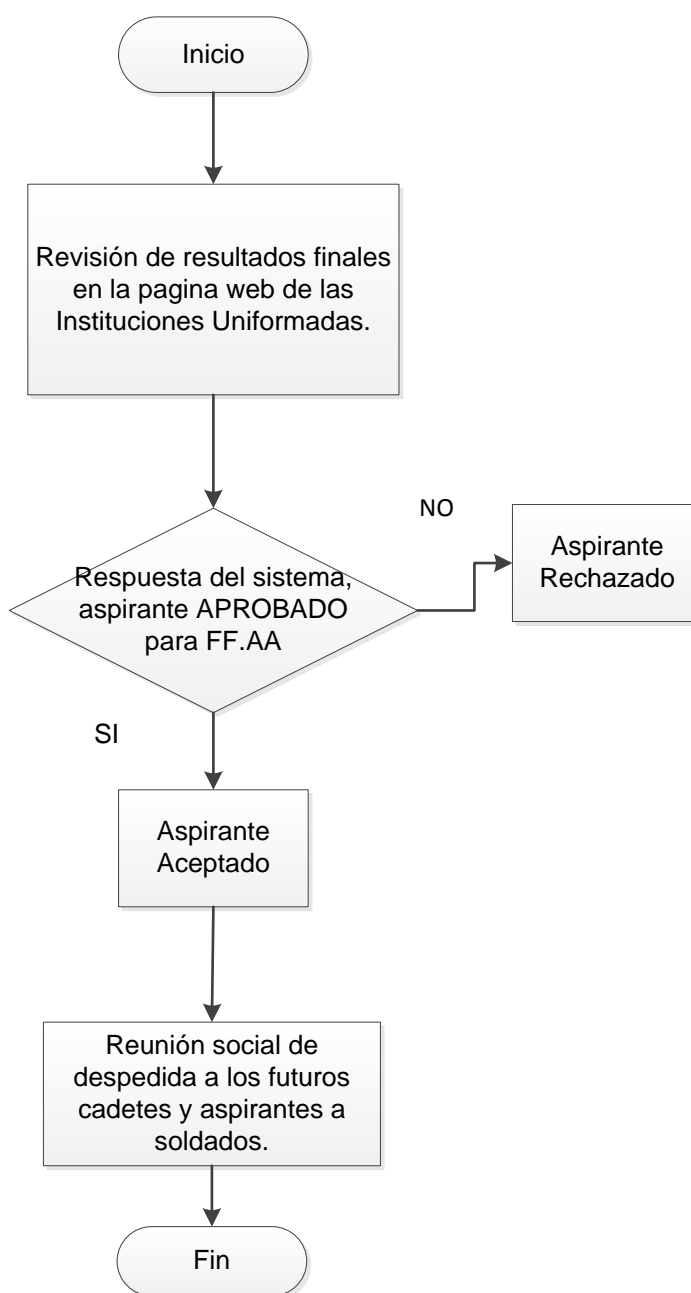 Inicio
Revisión de resultados finales
en la pagina web de las
Instituciones Uniformadas.
Respuesta del sistema,
aspirante APROBADO
para FF.AA
NO
Aspirante
Rechazado
SI
Aspirante
Aceptado
Reunión social de
despedida a los futuros
cadetes y aspirantes a
soldados.
Fin